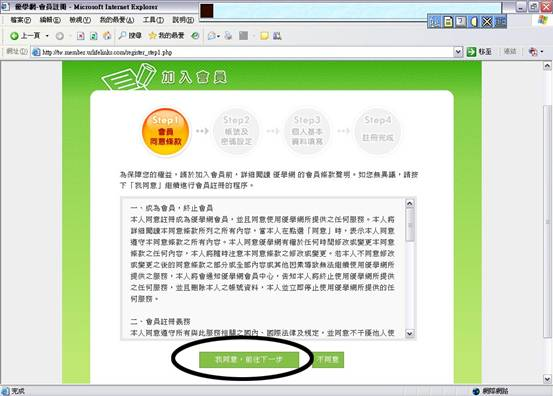 優學網-會員註冊 - Microsoft Internet Explorer
檔案(F) 編輯(E) 檢視(V) 我的最愛(A) 工具(T) 說明(H)
上一頁 搜尋 我的最愛
網址(D) http://tw.member.uilifelinks.com/register_step1.php 移至 連結
加入會員
Step1 Step2 Step3 Step4
會員同意條款 帳號及密碼設定 個人基本資料填寫 註冊完成
為保障您的權益，請於加入會員前，詳細閱讀 優學網 的會員條款聲明。如您無異議，請按
下「我同意」繼續進行會員註冊的程序。
一、成為會員，終止會員
本人同意註冊成為優學網會員，並且同意使用優學網所提供之任何服務。本人將
詳細閱讀本同意條款所列之所有內容。當本人在點選「同意」時，表示本人同意
遵守本同意條款之所有內容。本人同意優學網有權於任何時間修改或變更本同意
條款之任何內容，本人將隨時注意本同意條款之修改或變更。若本人不同意修改
或變更之後的同意條款之部分或全部內容或其他因素導致無法繼續使用優學網所
提供之服務，本人將會通知優學網會員中心，告知本人將終止使用優學網所提供
之任何服務，並且刪除本人之帳號資料，本人並立即停止使用優學網所提供的任
何服務。
二、會員註冊義務
本人同意遵守所有與此服務相關之國內、國際法律及規定，並同意不干擾他人使
我同意，前往下一步 不同意
完成 網際網路